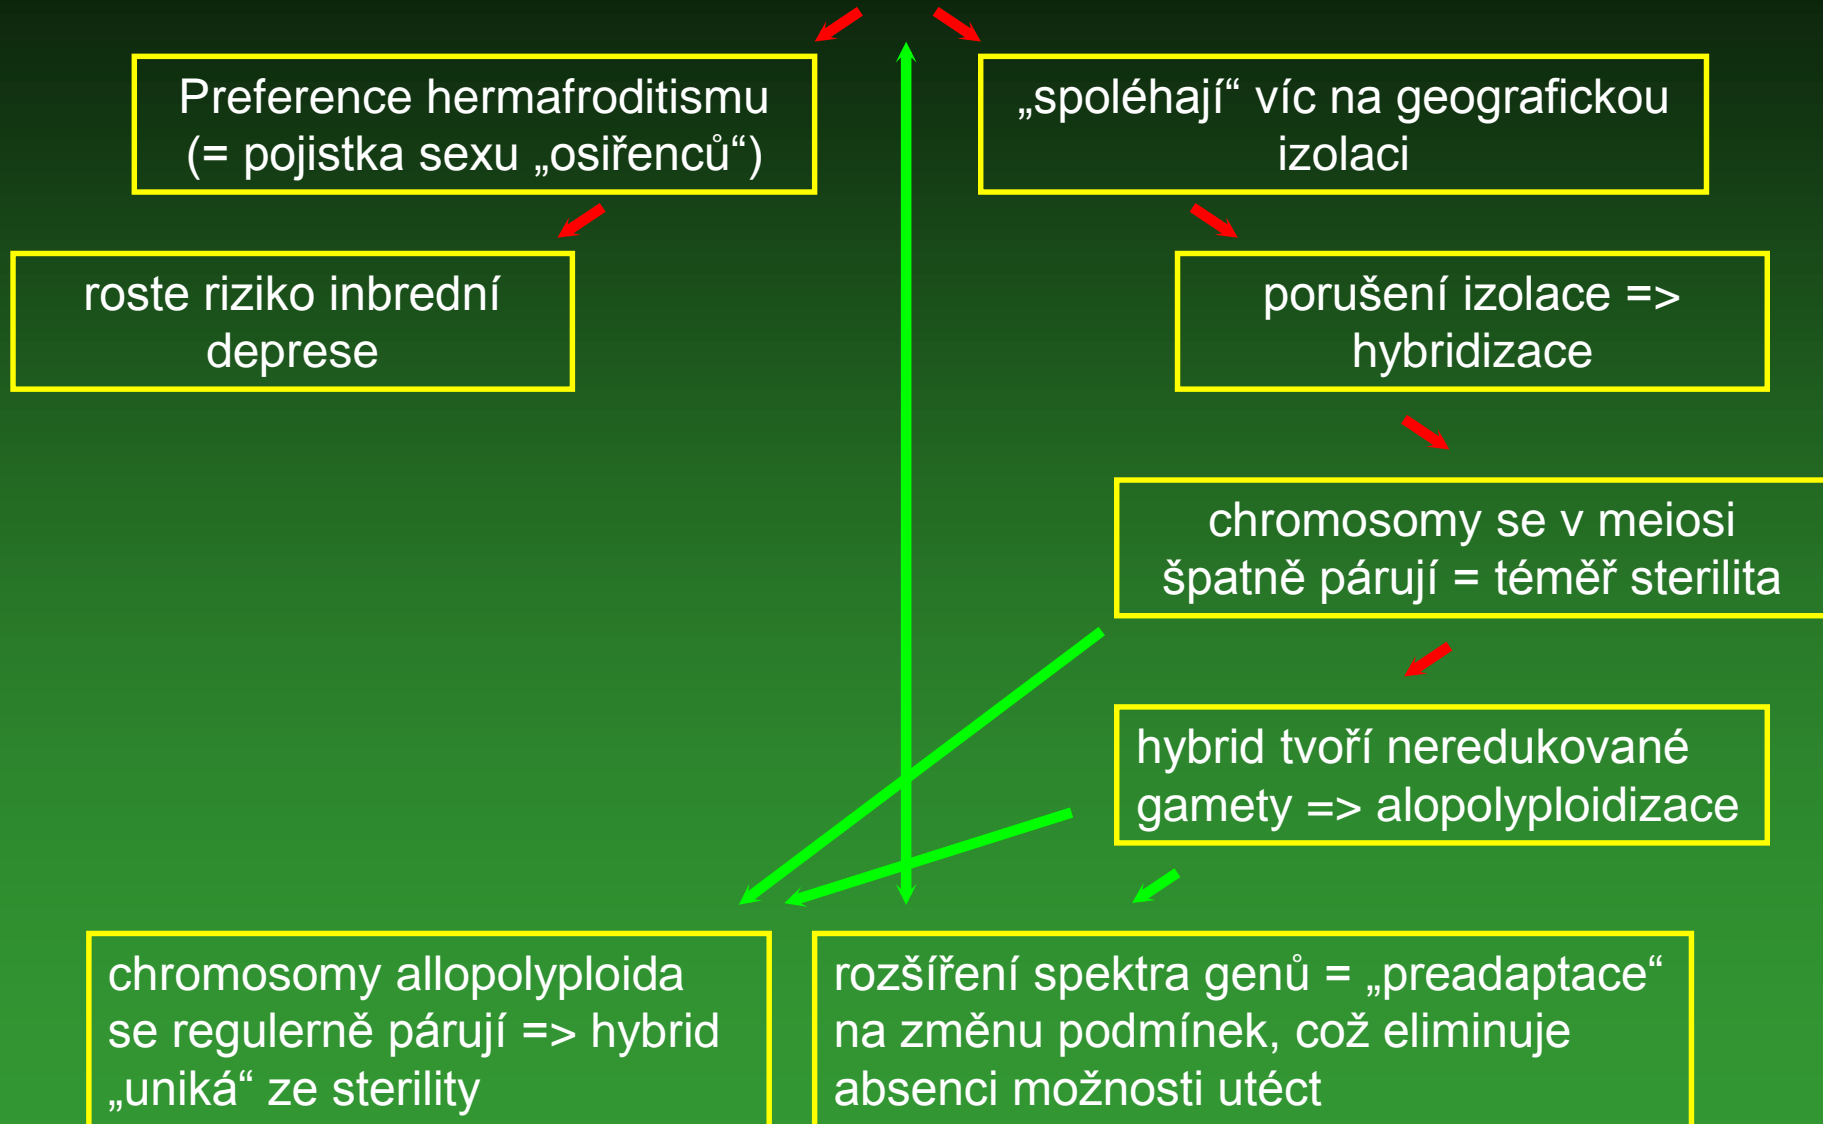 Preference hermafroditismu
(= pojistka sexu „osiřenců“)
„spoléhají“ víc na geografickou
izolaci
roste riziko inbrední
deprese
porušení izolace =>
hybridizace
chromosomy se v meiosi
špatně párují = téměř sterilita
hybrid tvoří neredukované
gamety => alopolyploidizace
chromosomy allopolyploida
se regulerně párují => hybrid
„uniká“ ze sterility
rozšíření spektra genů = „preadaptace“
na změnu podmínek, což eliminuje
absenci možnosti utéct